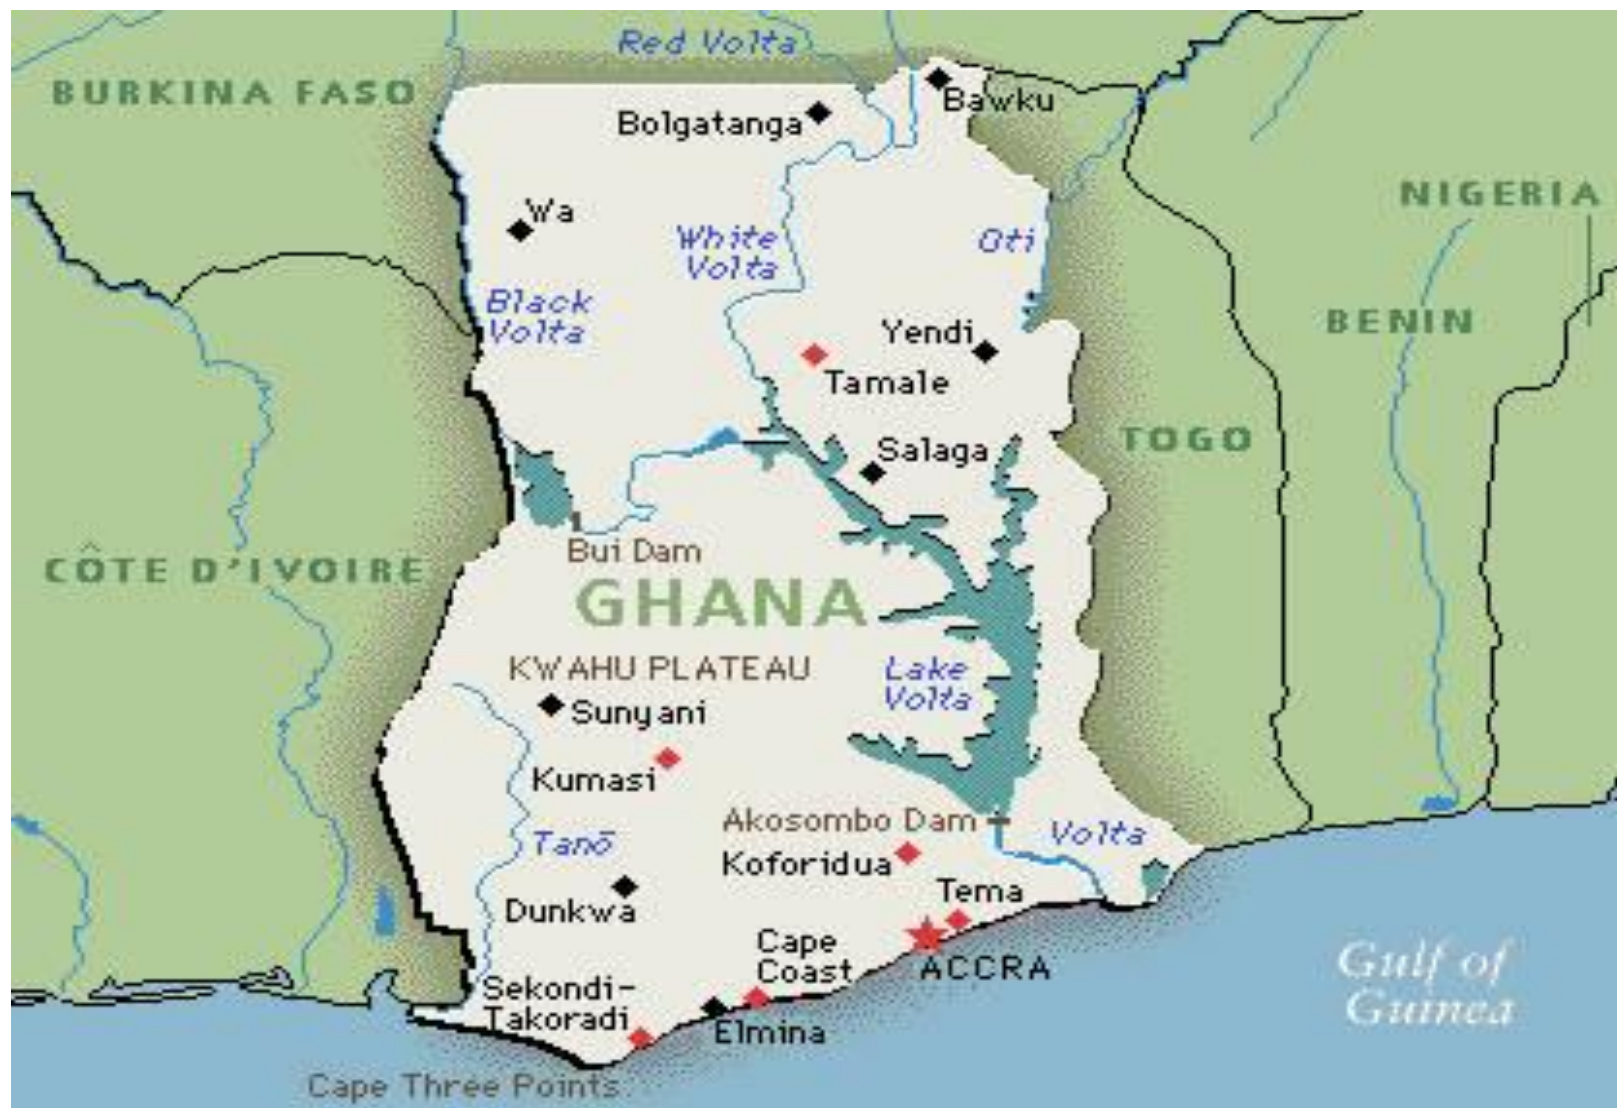 Red Volta
BURKINA FASO
Bawku
Bolgatanga
NIGERIA
Wa
White
Volta
Oti
Black
Volta
BENIN
Yendi
Tamale
TOGO
Salaga
Bui Dam
CÔTE D'IVOIRE
GHANA
KWAHU PLATEAU
Lake
Volta
Sunyani
Kumasi
Akosombo Dam
Volta
Tanō
Koforidua
Tema
Dunkwa
Cape
Coast
ACCRA
Gulf of
Guinea
Sekondi-
Takoradi
Elmina
Cape Three Points